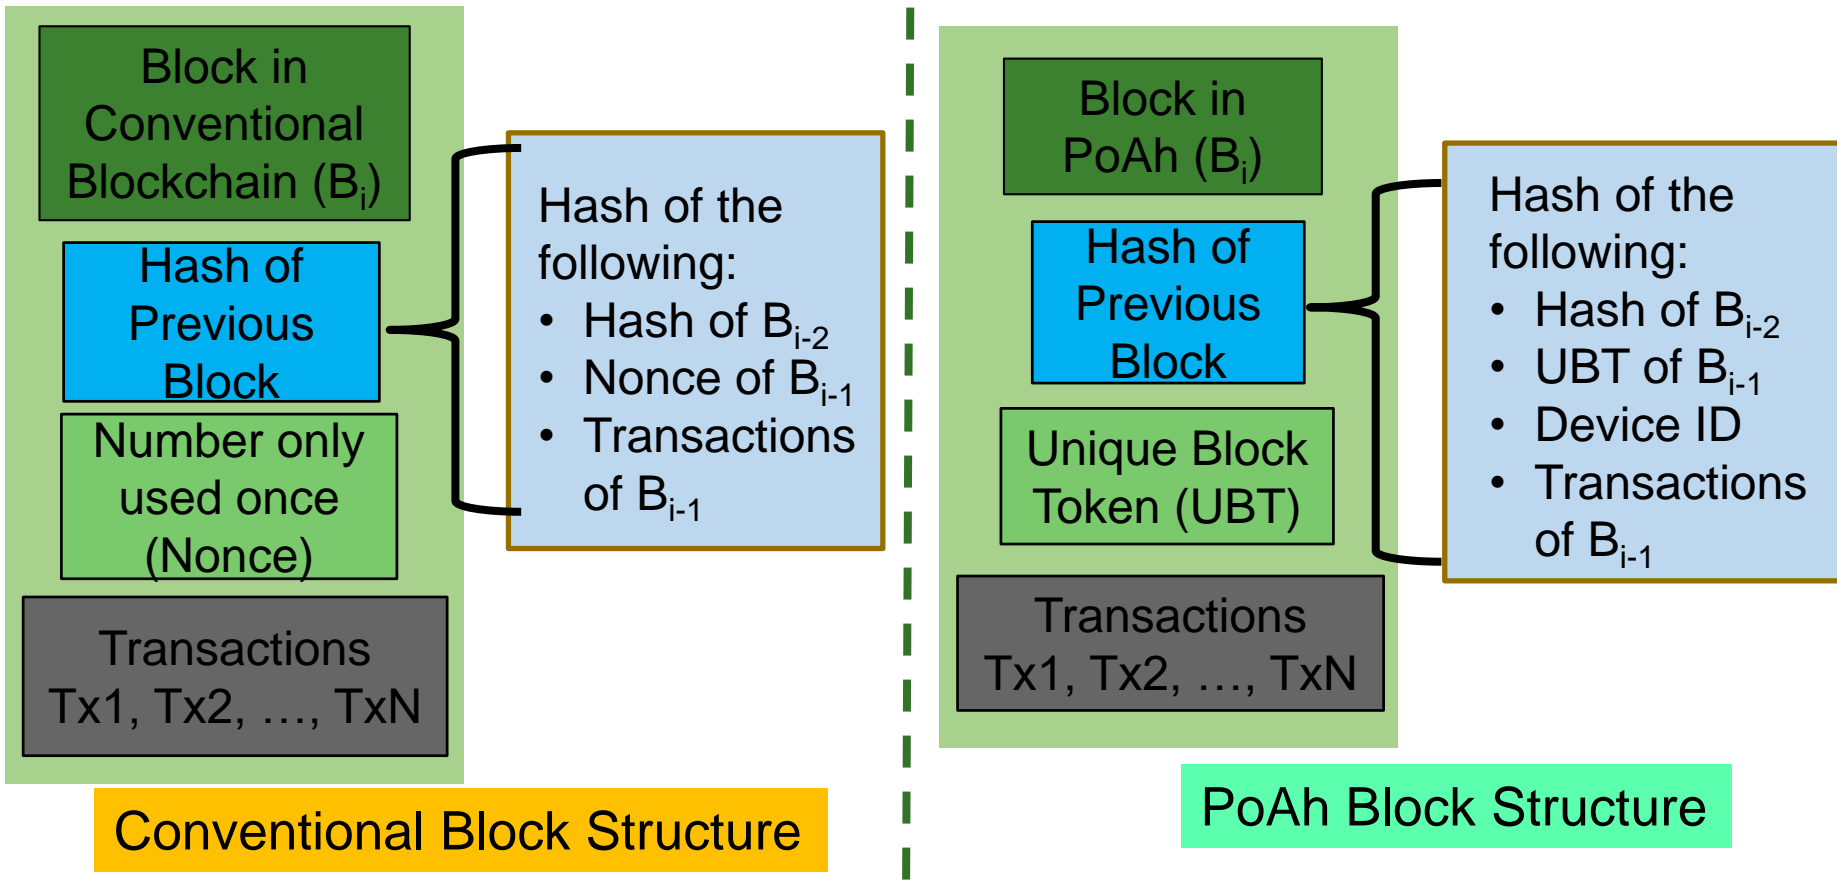 Block in
Conventional
Blockchain (Bi)
Hash of
Previous
Block
Number only
used once
(Nonce)
Transactions
Tx1, Tx2, …, TxN
Hash of the
following:
• Hash of Bi-2
• Nonce of Bi-1
• Transactions
of Bi-1
Conventional Block Structure
Block in
PoAh (Bi)
Hash of
Previous
Block
Unique Block
Token (UBT)
Transactions
Tx1, Tx2, …, TxN
Hash of the
following:
• Hash of Bi-2
• UBT of Bi-1
• Device ID
• Transactions
of Bi-1
PoAh Block Structure